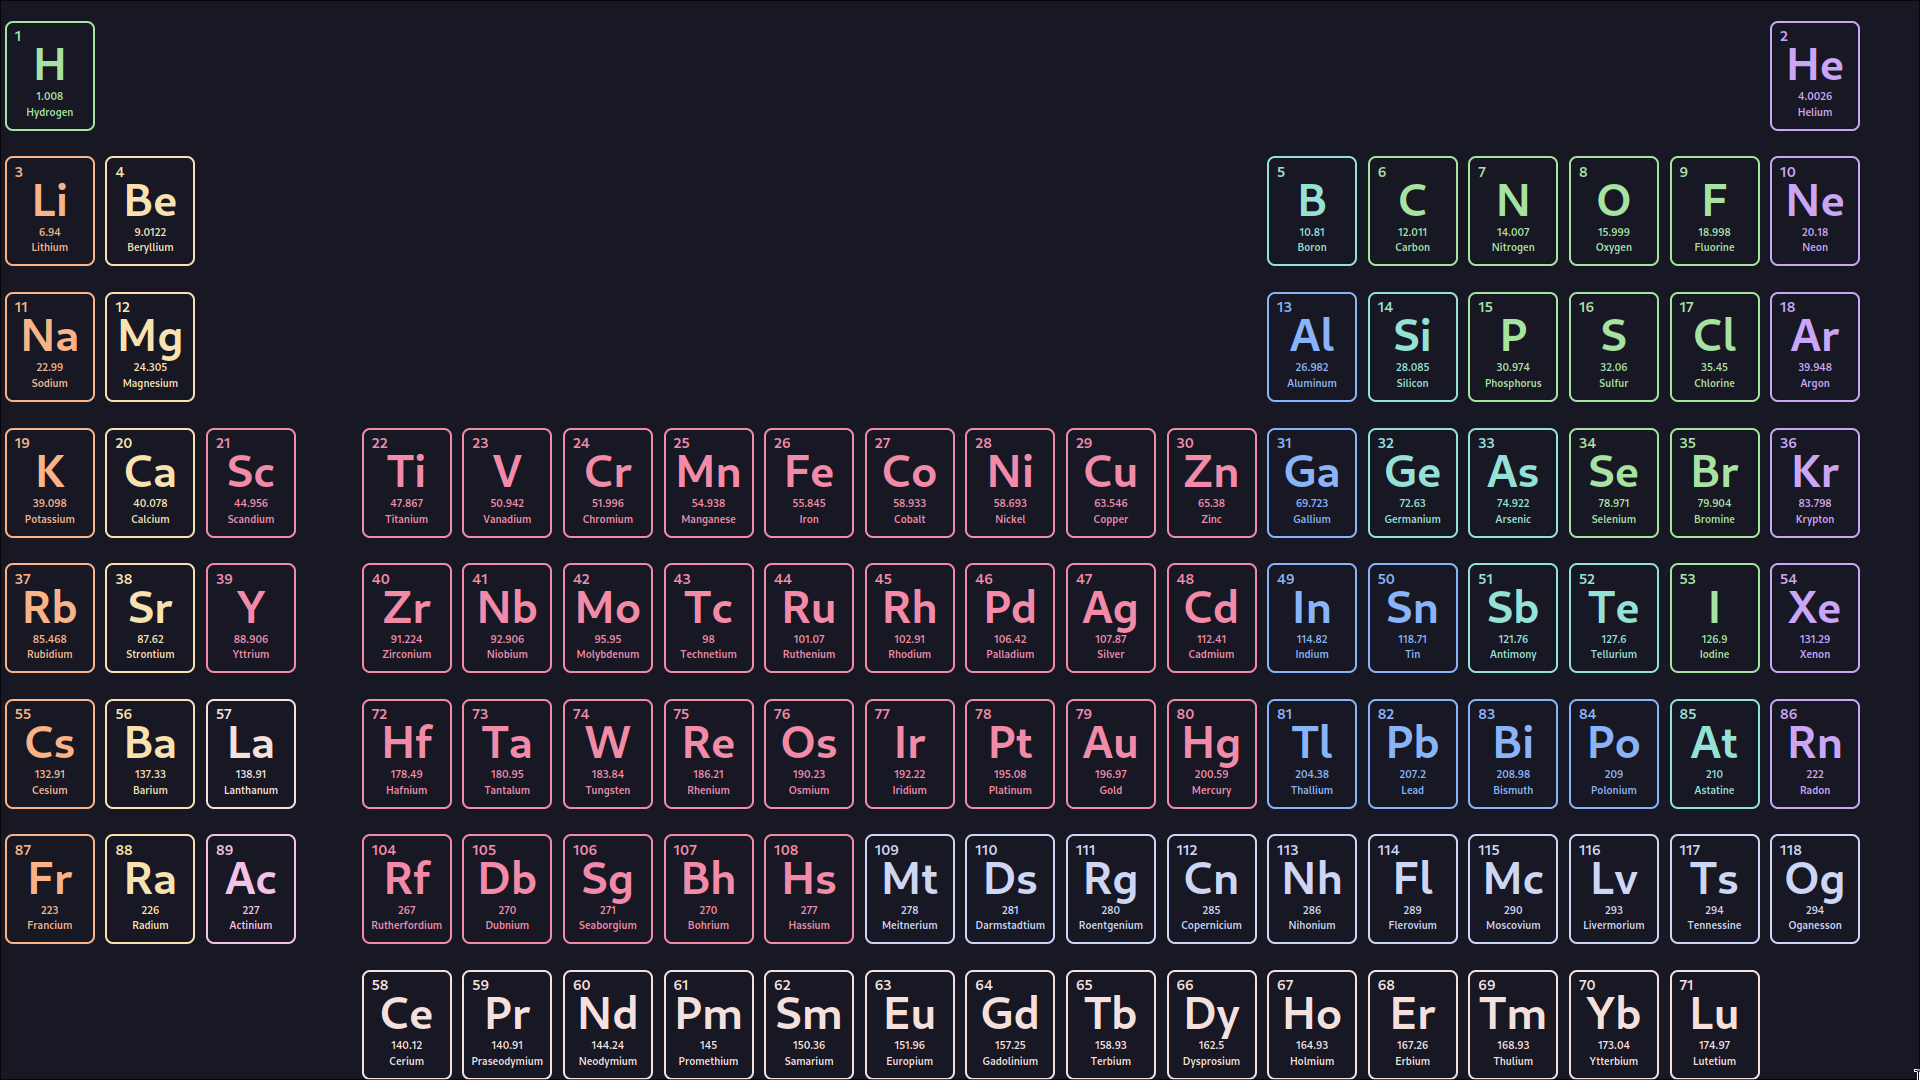 1
H
1.008
Hydrogen
2
He
4.0026
Helium
3
Li
6.94
Lithium
4
Be
9.0122
Beryllium
5
B
10.81
Boron
6
C
12.011
Carbon
7
N
14.007
Nitrogen
8
O
15.999
Oxygen
9
F
18.998
Fluorine
10
Ne
20.18
Neon
11
Na
22.99
Sodium
12
Mg
24.305
Magnesium
13
Al
26.982
Aluminum
14
Si
28.085
Silicon
15
P
30.974
Phosphorus
16
S
32.06
Sulfur
17
Cl
35.45
Chlorine
18
Ar
39.948
Argon
19
K
39.098
Potassium
20
Ca
40.078
Calcium
21
Sc
44.956
Scandium
22
Ti
47.867
Titanium
23
V
50.942
Vanadium
24
Cr
51.996
Chromium
25
Mn
54.938
Manganese
26
Fe
55.845
Iron
27
Co
58.933
Cobalt
28
Ni
58.693
Nickel
29
Cu
63.546
Copper
30
Zn
65.38
Zinc
31
Ga
69.723
Gallium
32
Ge
72.63
Germanium
33
As
74.922
Arsenic
34
Se
78.971
Selenium
35
Br
79.904
Bromine
36
Kr
83.798
Krypton
37
Rb
85.468
Rubidium
38
Sr
87.62
Strontium
39
Y
88.906
Yttrium
40
Zr
91.224
Zirconium
41
Nb
92.906
Niobium
42
Mo
95.95
Molybdenum
43
Tc
98
Technetium
44
Ru
101.07
Ruthenium
45
Rh
102.91
Rhodium
46
Pd
106.42
Palladium
47
Ag
107.87
Silver
48
Cd
112.41
Cadmium
49
In
114.82
Indium
50
Sn
118.71
Tin
51
Sb
121.76
Antimony
52
Te
127.6
Tellurium
53
I
126.9
Iodine
54
Xe
131.29
Xenon
55
Cs
132.91
Cesium
56
Ba
137.33
Barium
57
La
138.91
Lanthanum
72
Hf
178.49
Hafnium
73
Ta
180.95
Tantalum
74
W
183.84
Tungsten
75
Re
186.21
Rhenium
76
Os
190.23
Osmium
77
Ir
192.22
Iridium
78
Pt
195.08
Platinum
79
Au
196.97
Gold
80
Hg
200.59
Mercury
81
Tl
204.38
Thallium
82
Pb
207.2
Lead
83
Bi
208.98
Bismuth
84
Po
209
Polonium
85
At
210
Astatine
86
Rn
222
Radon
87
Fr
223
Francium
88
Ra
226
Radium
89
Ac
227
Actinium
104
Rf
267
Rutherfordium
105
Db
270
Dubnium
106
Sg
271
Seaborgium
107
Bh
270
Bohrium
108
Hs
277
Hassium
109
Mt
278
Meitnerium
110
Ds
281
Darmstadtium
111
Rg
280
Roentgenium
112
Cn
285
Copernicium
113
Nh
286
Nihonium
114
Fl
289
Flerovium
115
Mc
290
Moscovium
116
Lv
293
Livermorium
117
Ts
294
Tennessine
118
Og
294
Oganesson
58
Ce
140.12
Cerium
59
Pr
140.91
Praseodymium
60
Nd
144.24
Neodymium
61
Pm
145
Promethium
62
Sm
150.36
Samarium
63
Eu
151.96
Europium
64
Gd
157.25
Gadolinium
65
Tb
158.93
Terbium
66
Dy
162.5
Dysprosium
67
Ho
164.93
Holmium
68
Er
167.26
Erbium
69
Tm
168.93
Thulium
70
Yb
173.04
Ytterbium
71
Lu
174.97
Lutetium